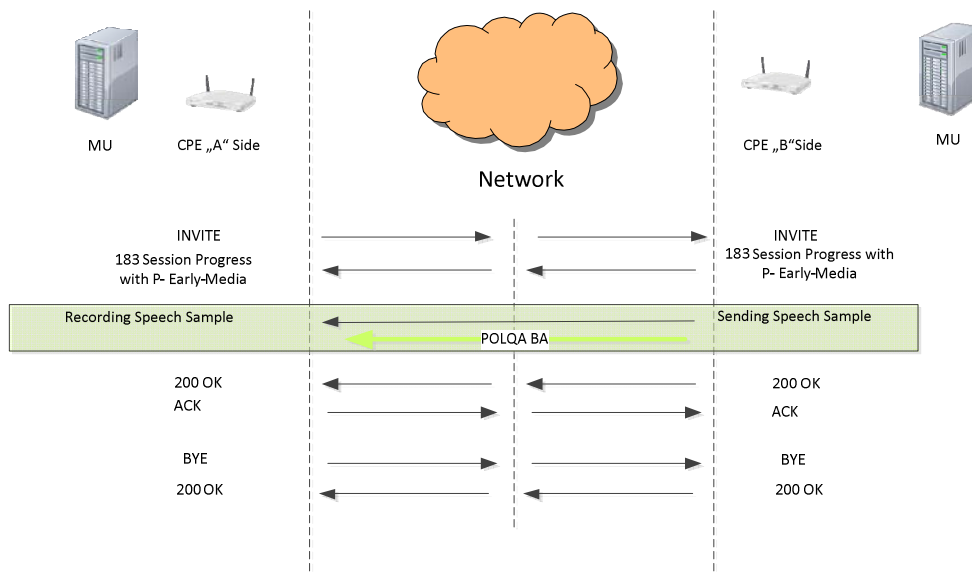 MU
CPE „A“ Side
CPE „B“Side
MU
Network
INVITE
INVITE
183 Session Progress
with P- Early-Media
183 Session Progress with
P- Early-Media
Recording Speech Sample
Sending Speech Sample
POLQA BA
200 OK
200 OK
ACK
ACK
BYE
BYE
200 OK
200 OK